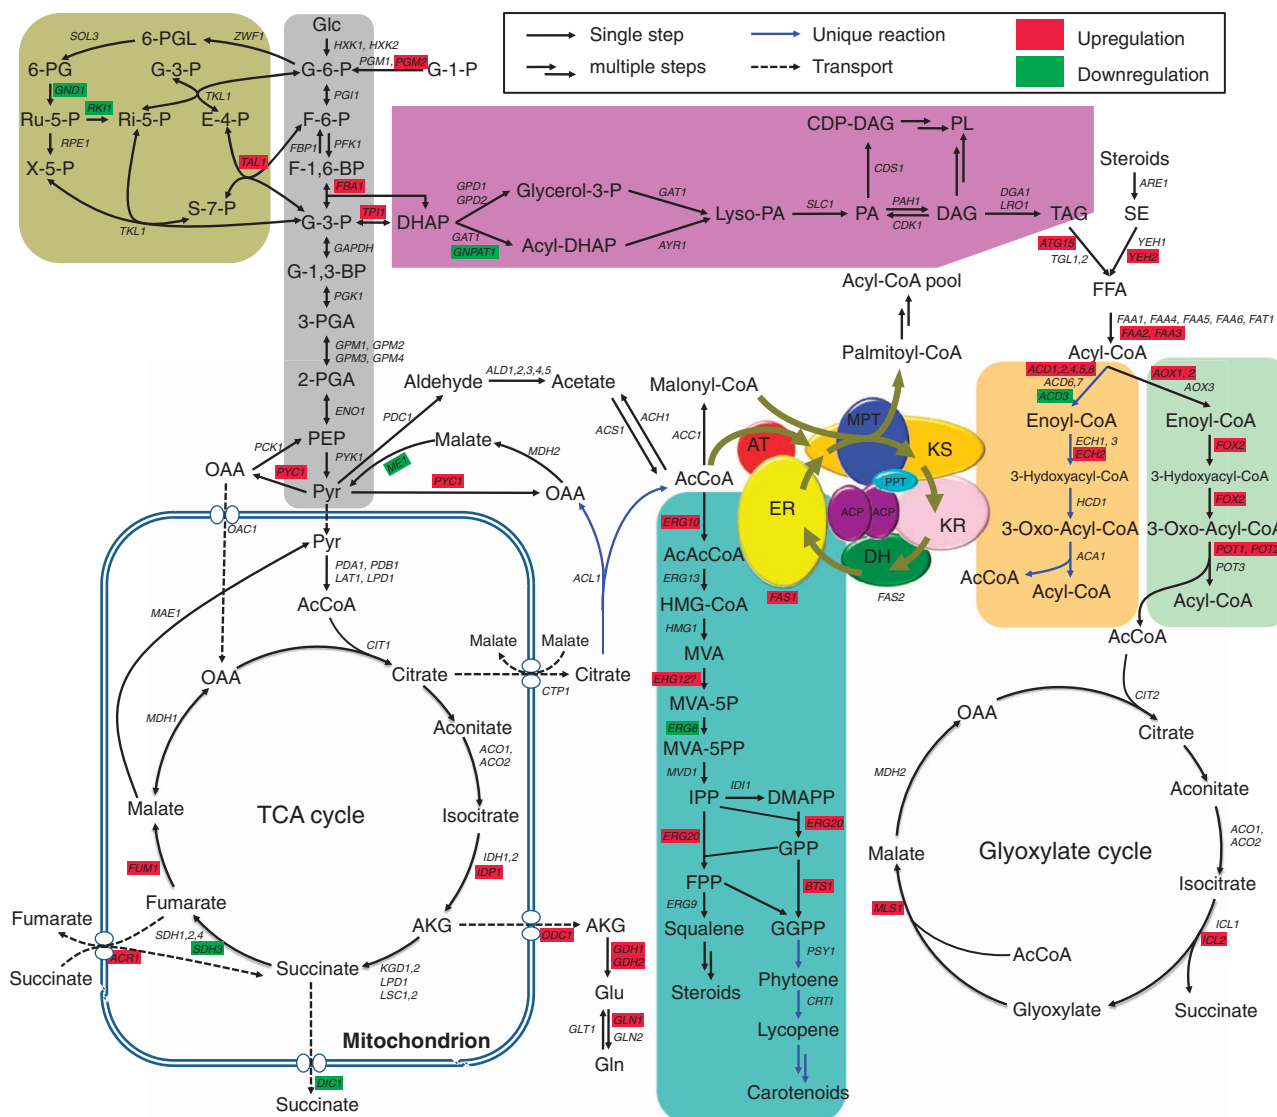 Single step
multiple steps
Unique reaction
Transport
Upregulation
Downregulation
SOL3
6-PGL
ZWF1
6-PG
G-3-P
GND1
TKL1
RKI1
Ru-5-P
Ri-5-P
E-4-P
RPE1
X-5-P
TAL1
S-7-P
TKL1
Glc
HXK1, HXK2
PGM1, PGM2
G-6-P
G-1-P
PGI1
F-6-P
FBP1
PFK1
F-1,6-BP
FBA1
G-3-P
TPI1
GAPDH
G-1,3-BP
PGK1
3-PGA
GPM1, GPM2
GPM3, GPM4
2-PGA
ENO1
PEP
PCK1
PYK1
OAA
PYC1
Pyr
DHAP
GPD1
GPD2
Glycerol-3-P
GAT1
GAT1
GNPAT1
Acyl-DHAP
AYR1
Lyso-PA
SLC1
PA
CDS1
CDP-DAG
PL
PAH1
CDK1
DAG
DGA1
LRO1
TAG
Steroids
ARE1
SE
ATG15
TGL1,2
YEH1
YEH2
FFA
FAA1, FAA4, FAA5, FAA6, FAT1
FAA2, FAA3
Acyl-CoA
ACD1,2,4,5,8
ACD6,7
ACD3
AOX1, 2
AOX3
Enoyl-CoA
ECH1, 3
ECH2
3-Hydoxyacyl-CoA
HCD1
3-Oxo-Acyl-CoA
ACA1
AcCoA
Acyl-CoA
Enoyl-CoA
FOX2
3-Hydoxyacyl-CoA
FOX2
3-Oxo-Acyl-CoA
POT1, POT2
POT3
Acyl-CoA
AcCoA
Acyl-CoA pool
Palmitoyl-CoA
Malonyl-CoA
ACC1
AcCoA
AT
MPT
KS
PPT
ER
ACP
ACP
KR
DH
FAS1
FAS2
Aldehyde
ALD1,2,3,4,5
Acetate
PDC1
ACH1
ACS1
Malate
MDH2
ME1
PYC1
OAA
ACL1
OAC1
Pyr
PDA1, PDB1
LAT1, LPD1
AcCoA
MAE1
CIT1
OAA
Citrate
Malate
Malate
CTP1
Citrate
MDH1
Aconitate
ACO1,
ACO2
TCA cycle
Isocitrate
Malate
IDH1,2
IDP1
FUM1
Fumarate
AKG
ODC1
AKG
Fumarate
SDH1,2,4
SDH3
ACR1
Succinate
Succinate
KGD1,2
LPD1
LSC1,2
GDH1
GDH2
Glu
GLT1
GLN1
GLN2
Gln
Mitochondrion
DIC1
Succinate
ERG10
AcAcCoA
ERG13
HMG-CoA
HMG1
MVA
ERG12?
MVA-5P
ERG8
MVA-5PP
MVD1
IPP
IDI1
DMAPP
ERG20
ERG20
GPP
FPP
BTS1
ERG9
Squalene
GGPP
PSY1
Steroids
Phytoene
CRTI
Lycopene
Carotenoids
CIT2
OAA
Citrate
MDH2
Aconitate
ACO1,
ACO2
Malate
Glyoxylate cycle
Isocitrate
MLS1
ICL1
ICL2
AcCoA
Glyoxylate
Succinate